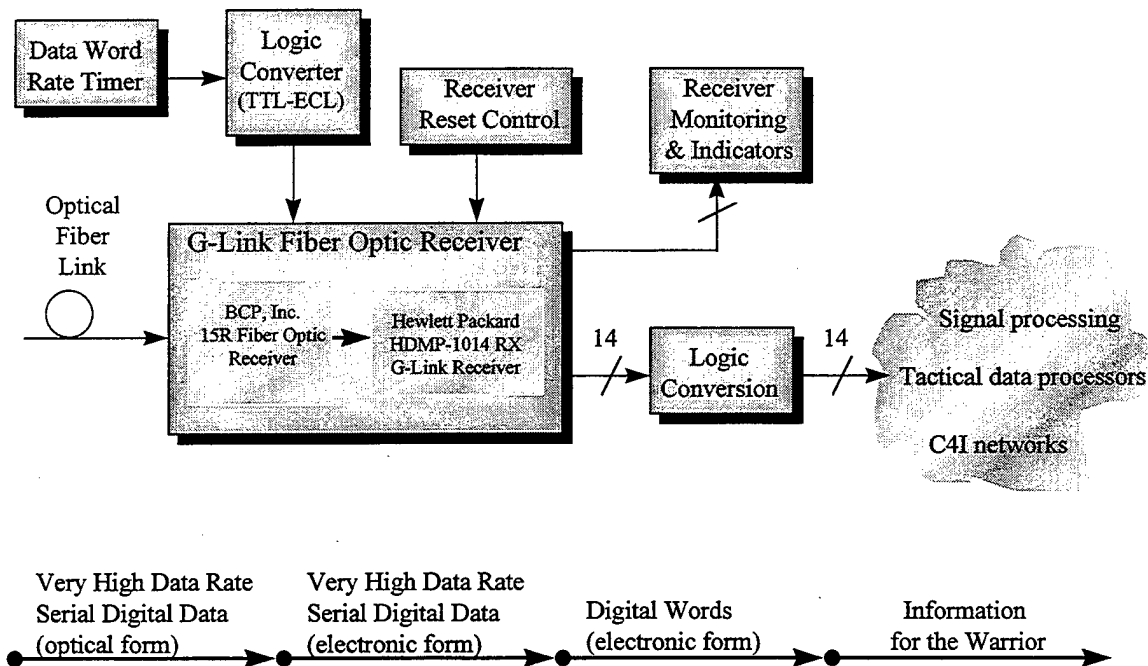 Data Word
Rate Timer
Logic
Converter
(TTL-ECL)
Receiver
Reset Control
Receiver
Monitoring
& Indicators
Optical
Fiber
Link
G-Link Fiber Optic Receiver
BCP, Inc.
15R Fiber Optic
Receiver
Hewlett Packard
HDMP-1014 RX
G-Link Receiver
14
Logic
Conversion
14
Signal processing
Tactical data processors
C4I networks
Very High Data Rate
Serial Digital Data
(optical form)
Very High Data Rate
Serial Digital Data
(electronic form)
Digital Words
(electronic form)
Information
for the Warrior